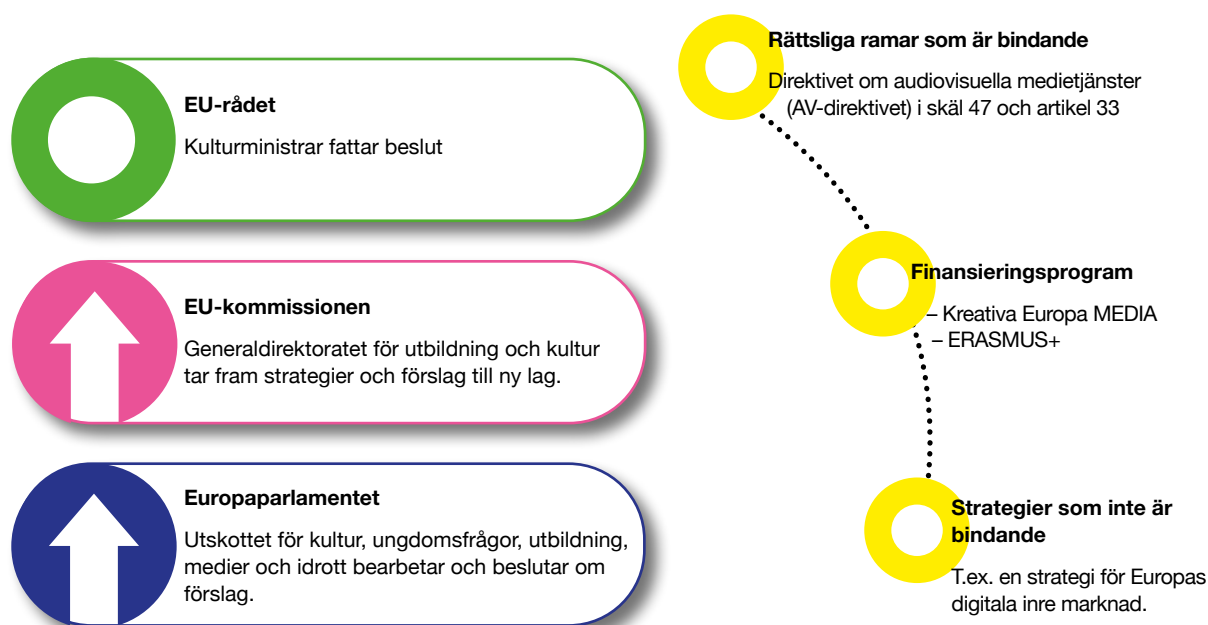 EU-rådet
Kulturministrar fattar beslut
EU-kommissionen
Generaldirektoratet för utbildning och kultur
tar fram strategier och förslag till ny lag.
Europaparlamentet
Utskottet för kultur, ungdomsfrågor, utbildning,
medier och idrott bearbetar och beslutar om
förslag.
Rättsliga ramar som är bindande
Direktivet om audiovisuella medietjänster
(AV-direktivet) i skäl 47 och artikel 33
Finansieringsprogram
– Kreativa Europa MEDIA
– ERASMUS+
Strategier som inte är
bindande
T.ex. en strategi för Europas
digitala inre marknad.